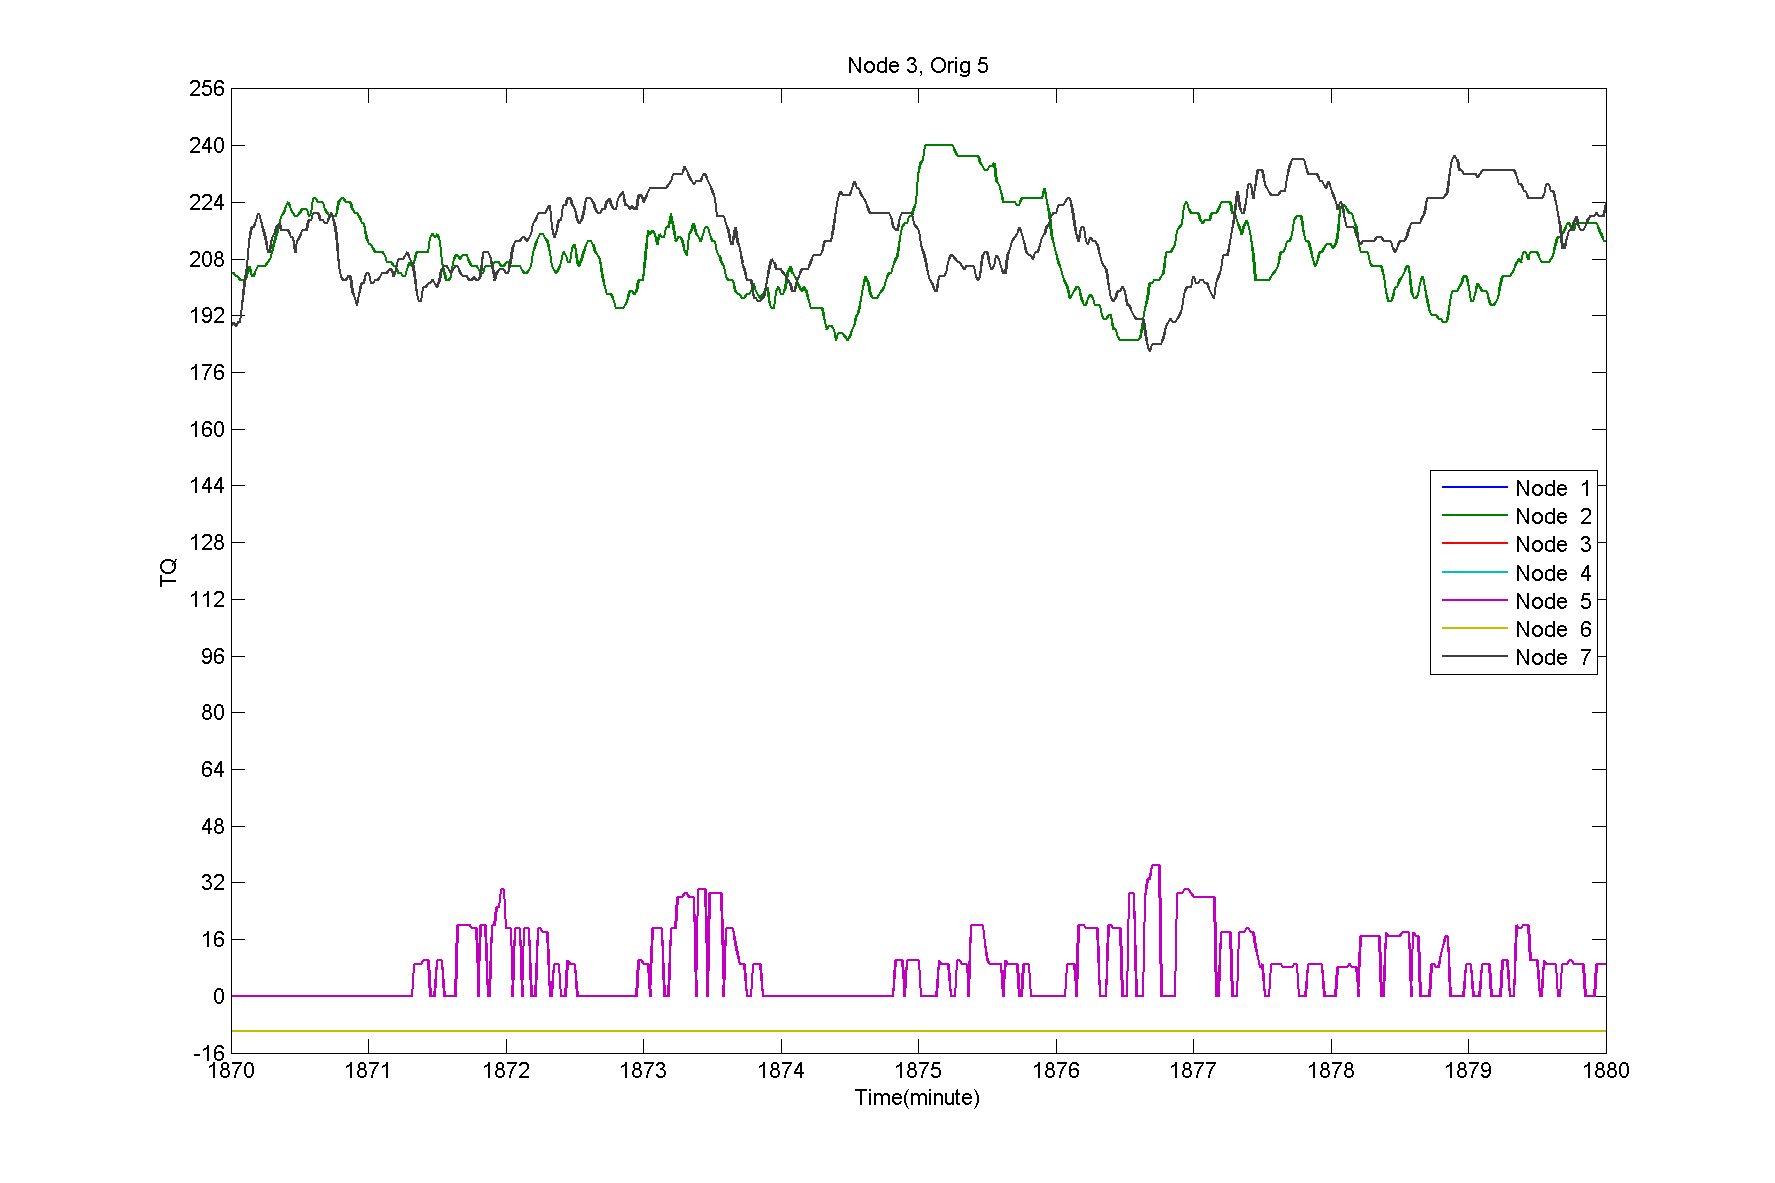 Node 3, Orig 5
256
240
224
208
192
176
160
144
128
112
96
80
64
48
32
16
0
-16
TQ
Node 1
Node 2
Node 3
Node 4
Node 5
Node 6
Node 7
1870 1871 1872 1873 1874 1875 1876 1877 1878 1879 1880
Time(minute)